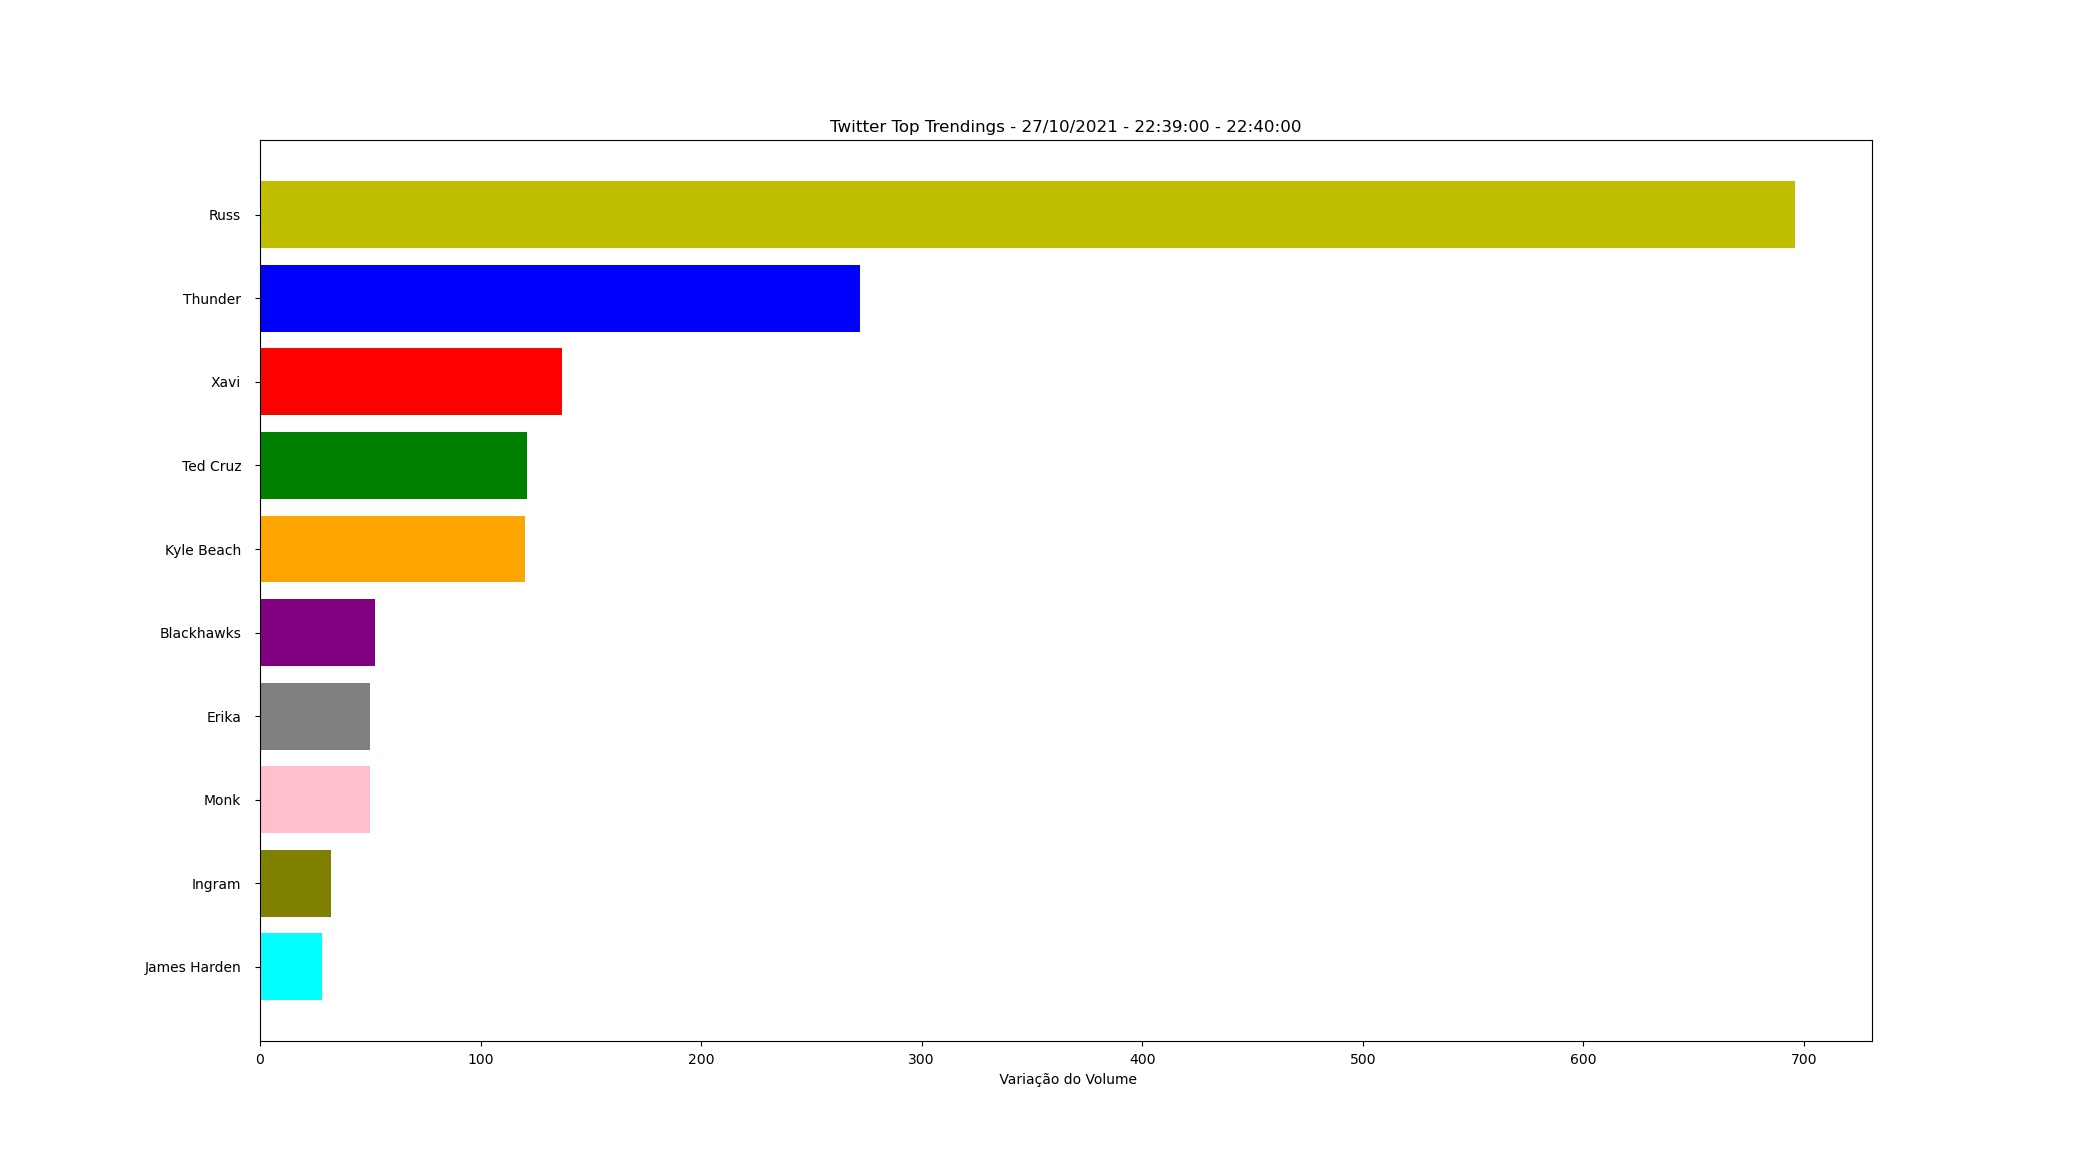 Twitter Top Trendings - 27/10/2021 - 22:39:00 - 22:40:00
Russ
Thunder
Xavi
Ted Cruz
Kyle Beach
Blackhawks
Erika
Monk
Ingram
James Harden
0 100 200 300 400 500 600 700
Variação do Volume